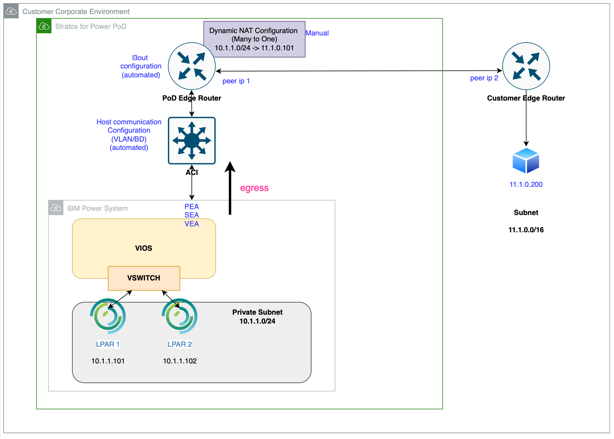 Customer Corporate Environment
Stratos for Power PoD
Dynamic NAT Configuration
(Many to One)
10.1.1.0/24 -> 11.1.0.101
Manual
l3out
configuration
(automated)
peer ip 1
peer ip 2
PoD Edge Router
Customer Edge Router
Host communication
Configuration
(VLAN/BD)
(automated)
ACI
egress
11.1.0.200
Subnet
11.1.0.0/16
IBM Power System
PEA
SEA
VEA
VIOS
VSWITCH
Private Subnet
10.1.1.0/24
LPAR 1
LPAR 2
10.1.1.101
10.1.1.102